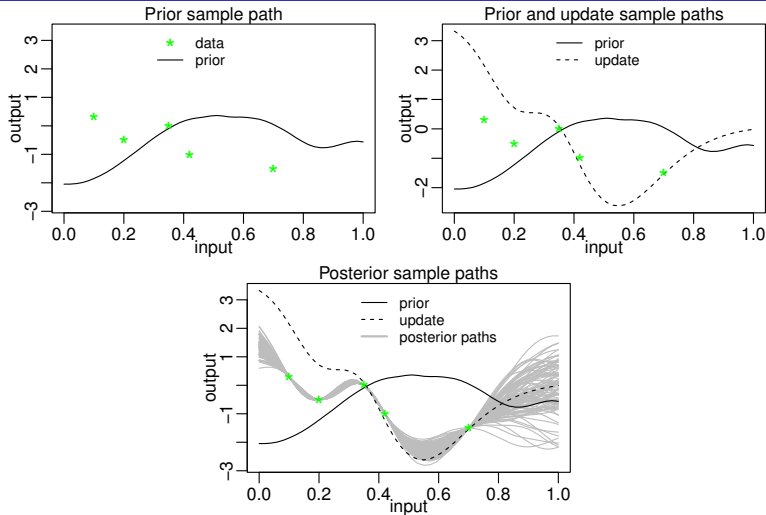 Prior sample path
data
prior
output
3
2
1
-1
-3
0.0 0.2 0.4 0.6 0.8 1.0
input
Prior and update sample paths
prior
update
output
3
2
0
-2
0.0 0.2 0.4 0.6 0.8 1.0
input
Posterior sample paths
prior
update
posterior paths
output
3
2
1
-1
-3
0.0 0.2 0.4 0.6 0.8 1.0
input